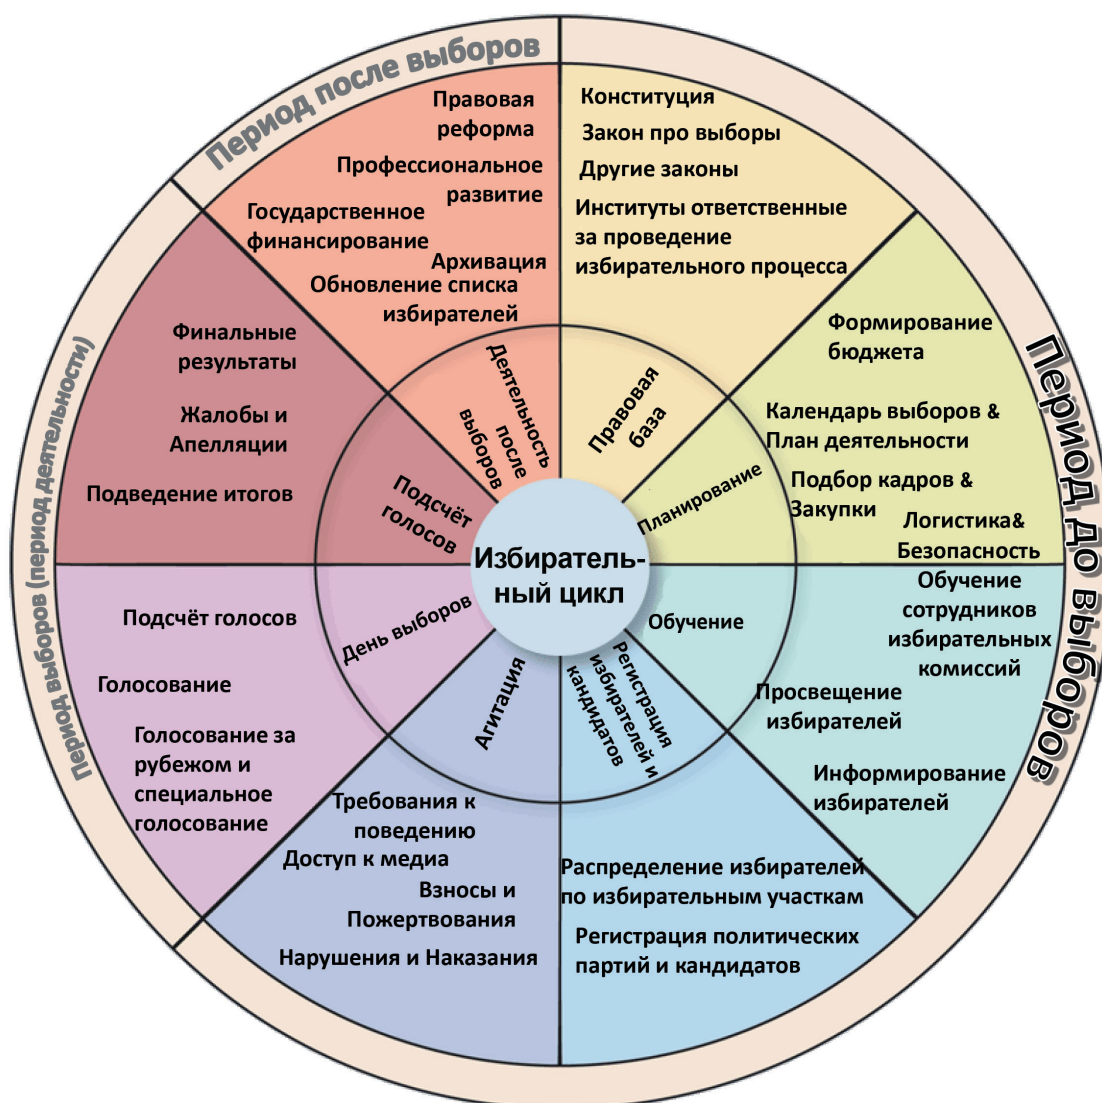 Период после выборов
Период до выборов
Период выборов (период деятельности)
Избиратель-
ный цикл
Правовая
база
Конституция
Закон про выборы
Другие законы
Институты ответственные
за проведение
избирательного процесса
Планирование
Формирование
бюджета
Календарь выборов &
План деятельности
Подбор кадров &
Закупки
Логистика&
Безопасность
Обучение
Обучение
сотрудников
избирательных
комиссий
Просвещение
избирателей
Информирование
избирателей
Регистрация
избирателей и
кандидатов
Распределение избирателей
по избирательным участкам
Регистрация политических
партий и кандидатов
Агитация
Требования к
поведению
Доступ к медиа
Взносы и
Пожертвования
Нарушения и Наказания
День выборов
Подсчёт голосов
Голосование
Голосование за
рубежом и
специальное
голосование
Подсчёт
голосов
Финальные
результаты
Жалобы и
Апелляции
Подведение итогов
Деятельность
после
выборов
Правовая
реформа
Профессиональное
развитие
Государственное
финансирование
Архивация
Обновление списка
избирателей